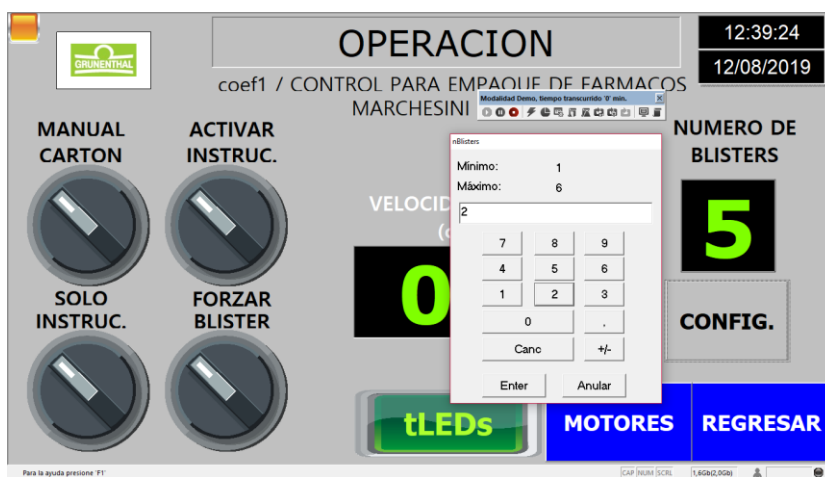 OPERACION
12:39:24
12/08/2019
GRUNENTHAL
coef1 / CONTROL PARA EMPAQUE DE FARMACOS
MARCHESINI
Modalidad Demo, tiempo transcurrido '0' min.
MANUAL
CARTON
ACTIVAR
INSTRUC.
NUMERO DE
BLISTERS
5
VELOCID
0
nBlisters
Mínimo: 1
Máximo: 6
2
7 8 9
4 5 6
1 2 3
0 .
Canc +/-
Enter Anular
SOLO
INSTRUC.
FORZAR
BLISTER
CONFIG.
tLEDs
MOTORES
REGRESAR
Para la ayuda presione 'F1'
CAP NUM SCRL 1,6Gb(2,0Gb)